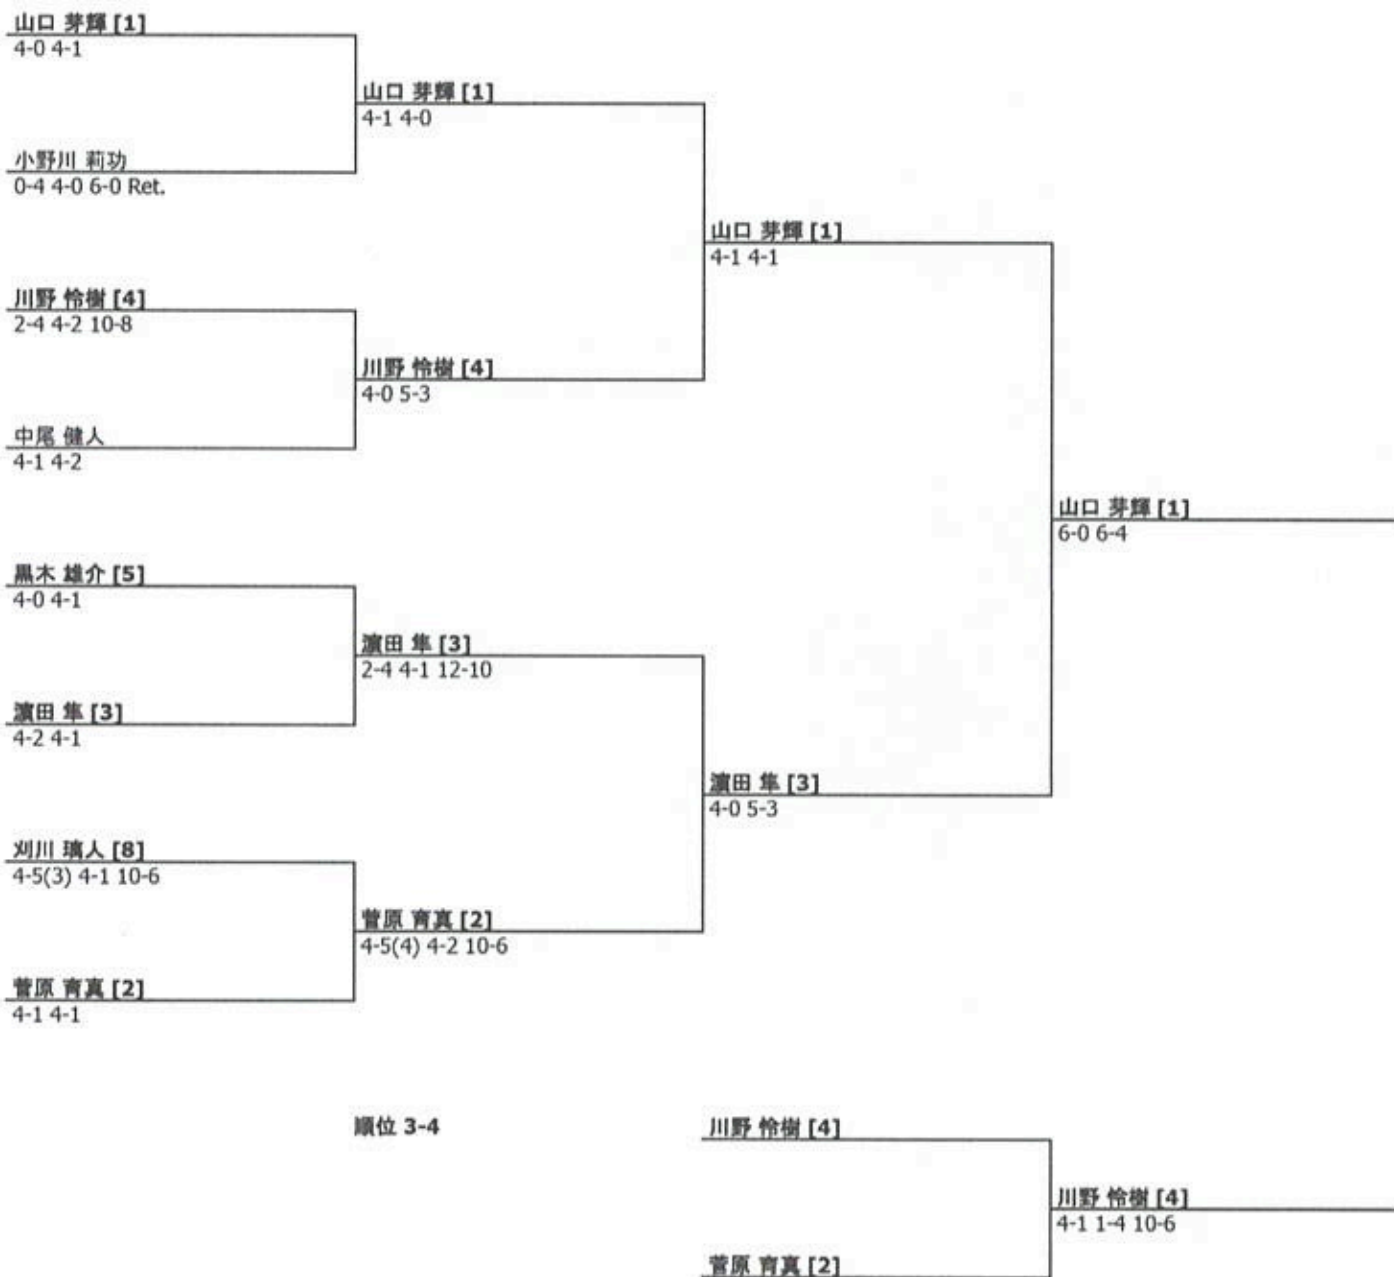 山口 芽輝 [1]
4-0 4-1
小野川 莉功
0-4 4-0 6-0 Ret.
川野 怜樹 [4]
2-4 4-2 10-8
中尾 健人
4-1 4-2
黒木 雄介 [5]
4-0 4-1
濵田 隼 [3]
4-2 4-1
刈川 璃人 [8]
4-5(3) 4-1 10-6
菅原 育真 [2]
4-1 4-1
山口 芽輝 [1]
4-1 4-0
川野 怜樹 [4]
4-0 5-3
濵田 隼 [3]
2-4 4-1 12-10
菅原 育真 [2]
4-5(4) 4-2 10-6
山口 芽輝 [1]
4-1 4-1
濵田 隼 [3]
4-0 5-3
山口 芽輝 [1]
6-0 6-4
順位 3-4
川野 怜樹 [4]
菅原 育真 [2]
川野 怜樹 [4]
4-1 1-4 10-6